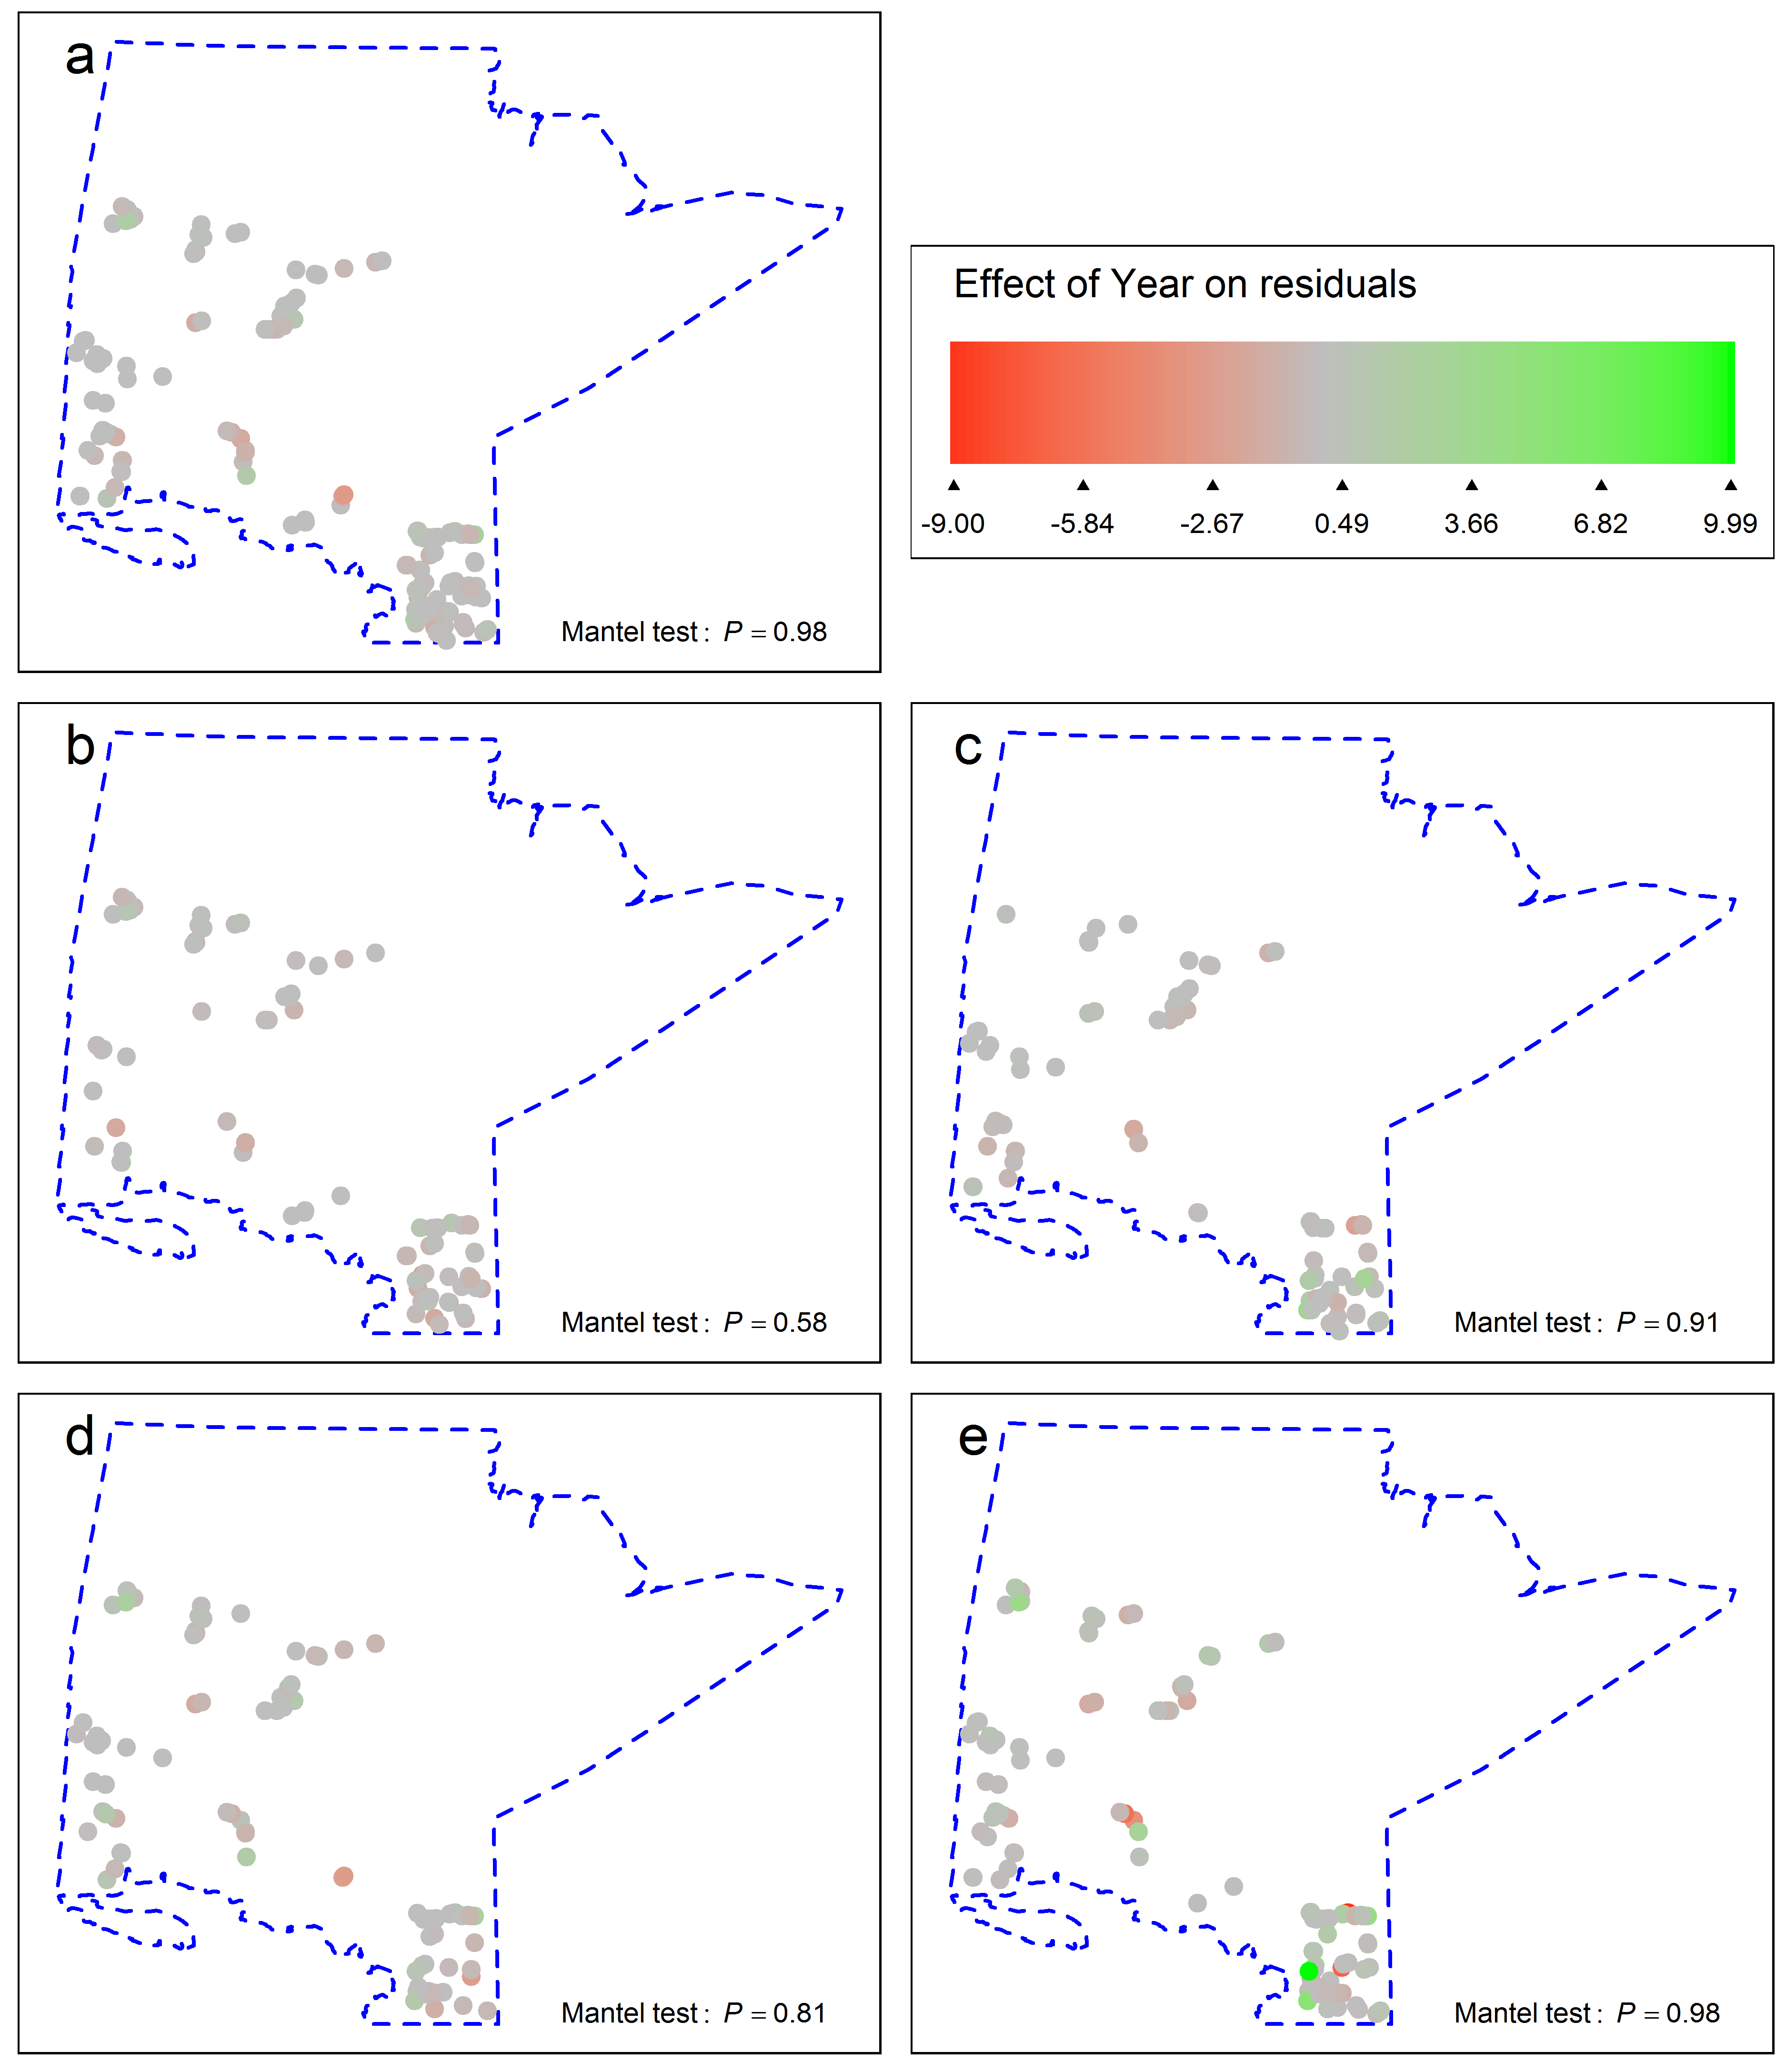 a
Mantel test : P = 0.98
Effect of Year on residuals
-9.00 -5.84 -2.67 0.49 3.66 6.82 9.99
b
Mantel test : P = 0.58
c
Mantel test : P = 0.91
d
Mantel test : P = 0.81
e
Mantel test : P = 0.98